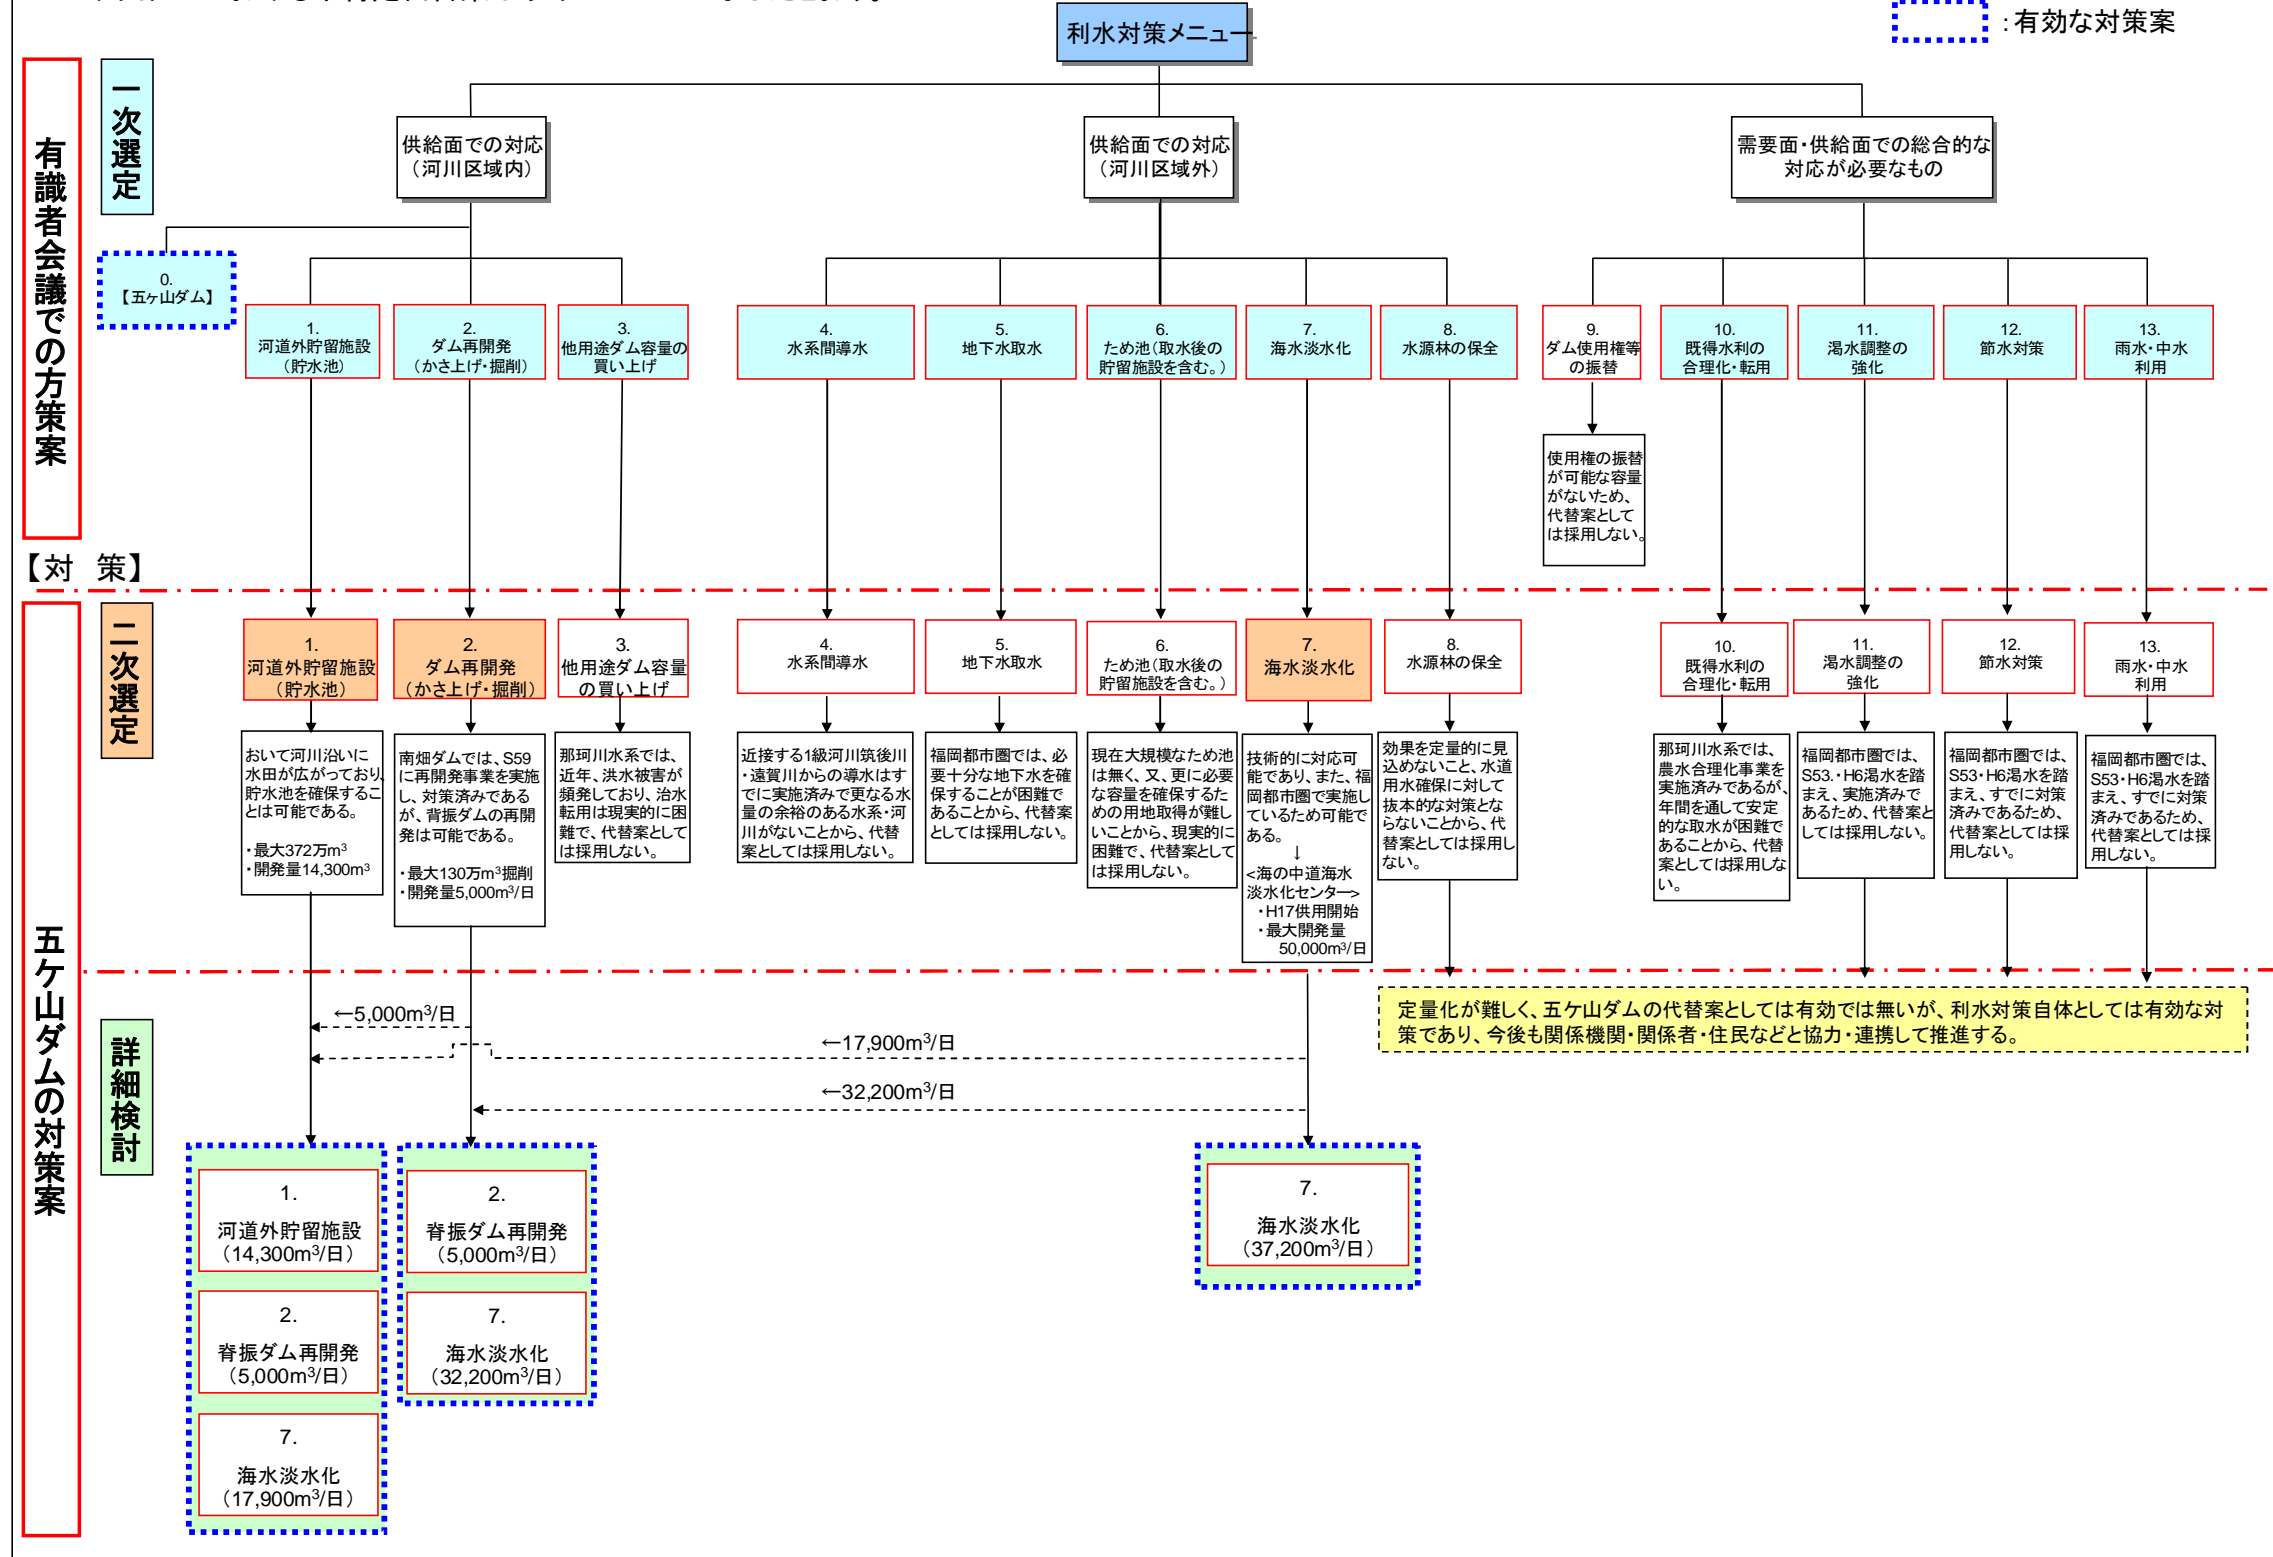 利水対策メニュー
：有効な対策案
有識者会議での方策案
一次選定
供給面での対応
（河川区域内）
供給面での対応
（河川区域外）
需要面・供給面での総合的な
対応が必要なもの
0.
【五ヶ山ダム】
1.
河道外貯留施設
（貯水池）
2.
ダム再開発
（かさ上げ・掘削）
3.
他用途ダム容量の
買い上げ
4.
水系間導水
5.
地下水取水
6.
ため池（取水後の
貯留施設を含む。）
7.
海水淡水化
8.
水源林の保全
9.
ダム使用権等
の振替
10.
既得水利の
合理化・転用
11.
渇水調整の
強化
12.
節水対策
13.
雨水・中水
利用
使用権の振替
が可能な容量
がないため、
代替案として
は採用しない。
【対　策】
五ケ山ダムの対策案
二次選定
1.
河道外貯留施設
（貯水池）
2.
ダム再開発
（かさ上げ・掘削）
3.
他用途ダム容量
の買い上げ
4.
水系間導水
5.
地下水取水
6.
ため池（取水後の
貯留施設を含む。）
7.
海水淡水化
8.
水源林の保全
10.
既得水利の
合理化・転用
11.
渇水調整の
強化
12.
節水対策
13.
雨水・中水
利用
おいて河川沿いに
水田が広がっており、
貯水池を確保するこ
とは可能である。
・最大372万m³
・開発量14,300m³
南畑ダムでは、S59
に再開発事業を実施
し、対策済みである
が、背振ダムの再開
発は可能である。
・最大130万m³掘削
・開発量5,000m³/日
那珂川水系では、
近年、洪水被害が
頻発しており、治水
転用は現実的に困
難で、代替案として
は採用しない。
近接する1級河川筑後川
・遠賀川からの導水はす
でに実施済みで更なる水
量の余裕のある水系・河
川がないことから、代替
案としては採用しない。
福岡都市圏では、必
要十分な地下水を確
保することが困難で
あることから、代替案
としては採用しない。
現在大規模なため池
は無く、又、更に必要
な容量を確保するた
めの用地取得が難し
いことから、現実的に
困難で、代替案として
は採用しない。
技術的に対応可
能であり、また、福
岡都市圏で実施し
ているため可能で
ある。
↓
<海の中道海水
淡水化センター>
・H17供用開始
・最大開発量
50,000m³/日
効果を定量的に見
込めないこと、水道
用水確保に対して
抜本的な対策とな
らないことから、代
替案としては採用し
ない。
那珂川水系では、
農水合理化事業を
実施済みであるが、
年間を通して安定
的な取水が困難で
あることから、代替
案としては採用しな
い。
福岡都市圏では、
S53.・H6渇水を踏
まえ、実施済みで
あるため、代替案と
しては採用しない。
福岡都市圏では、
S53・H6渇水を踏
まえ、すでに対策
済みであるため、
代替案としては採
用しない。
福岡都市圏では、
S53・H6渇水を踏
まえ、すでに対策
済みであるため、
代替案としては採
用しない。
詳細検討
←5,000m³/日
←17,900m³/日
←32,200m³/日
定量化が難しく、五ケ山ダムの代替案としては有効では無いが、利水対策自体としては有効な対
策であり、今後も関係機関・関係者・住民などと協力・連携して推進する。
1.
河道外貯留施設
（14,300m³/日）
2.
脊振ダム再開発
（5,000m³/日）
7.
海水淡水化
（17,900m³/日）
2.
脊振ダム再開発
（5,000m³/日）
7.
海水淡水化
（32,200m³/日）
7.
海水淡水化
（37,200m³/日）